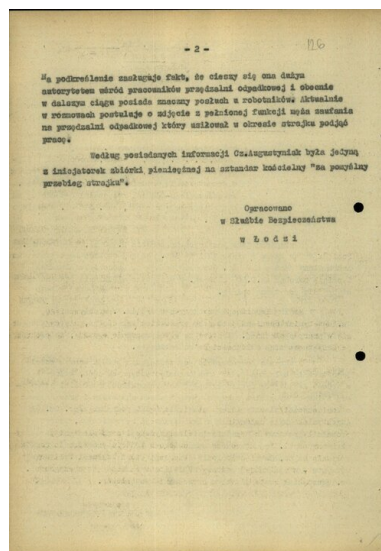 - 2 -
126
Na podkreślenie zasługuje fakt, że cieszy się ona dużym
autorytetem wśród pracowników przędzalni odpadkowej i obecnie
w dalszym ciągu posiada znaczny posłuch u robotników. Aktualnie
w rozmowach postuluje o zdjęcie z pełnionej funkcji męża zaufania
na przędzalni odpadkowej który usiłował w okresie strajku podjąć
pracę.
Według posiadanych informacji Cz.Augustyniak była jedyną
z inicjatorek zbiórki pieniężnej na sztandar kościelny "na pomyślny
przebieg strajku".
Opracowano
w Służbie Bezpieczeństwa
w Ł o d z i